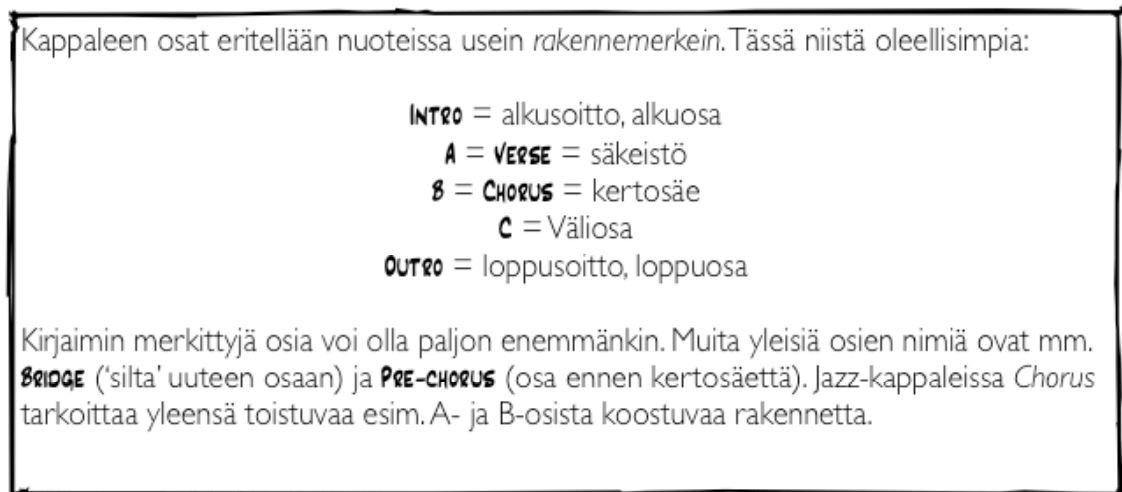 Kappaleen osat eritellään nuoteissa usein rakennemerkein. Tässä niistä oleellisimpia:
INTRO = alkusoitto, alkuosa
A = VERSE = säkeistö
B = CHORUS = kertosäe
C = Väliosa
OUTRO = loppusoitto, loppuosa
Kirjaimin merkittyjä osia voi olla paljon enemmänkin. Muita yleisiä osien nimiä ovat mm.
BRIDGE (‘silta’ uuteen osaan) ja PRE-CHORUS (osa ennen kertosäettä). Jazz-kappaleissa Chorus
tarkoittaa yleensä toistuvaa esim. A- ja B-osista koostuvaa rakennetta.